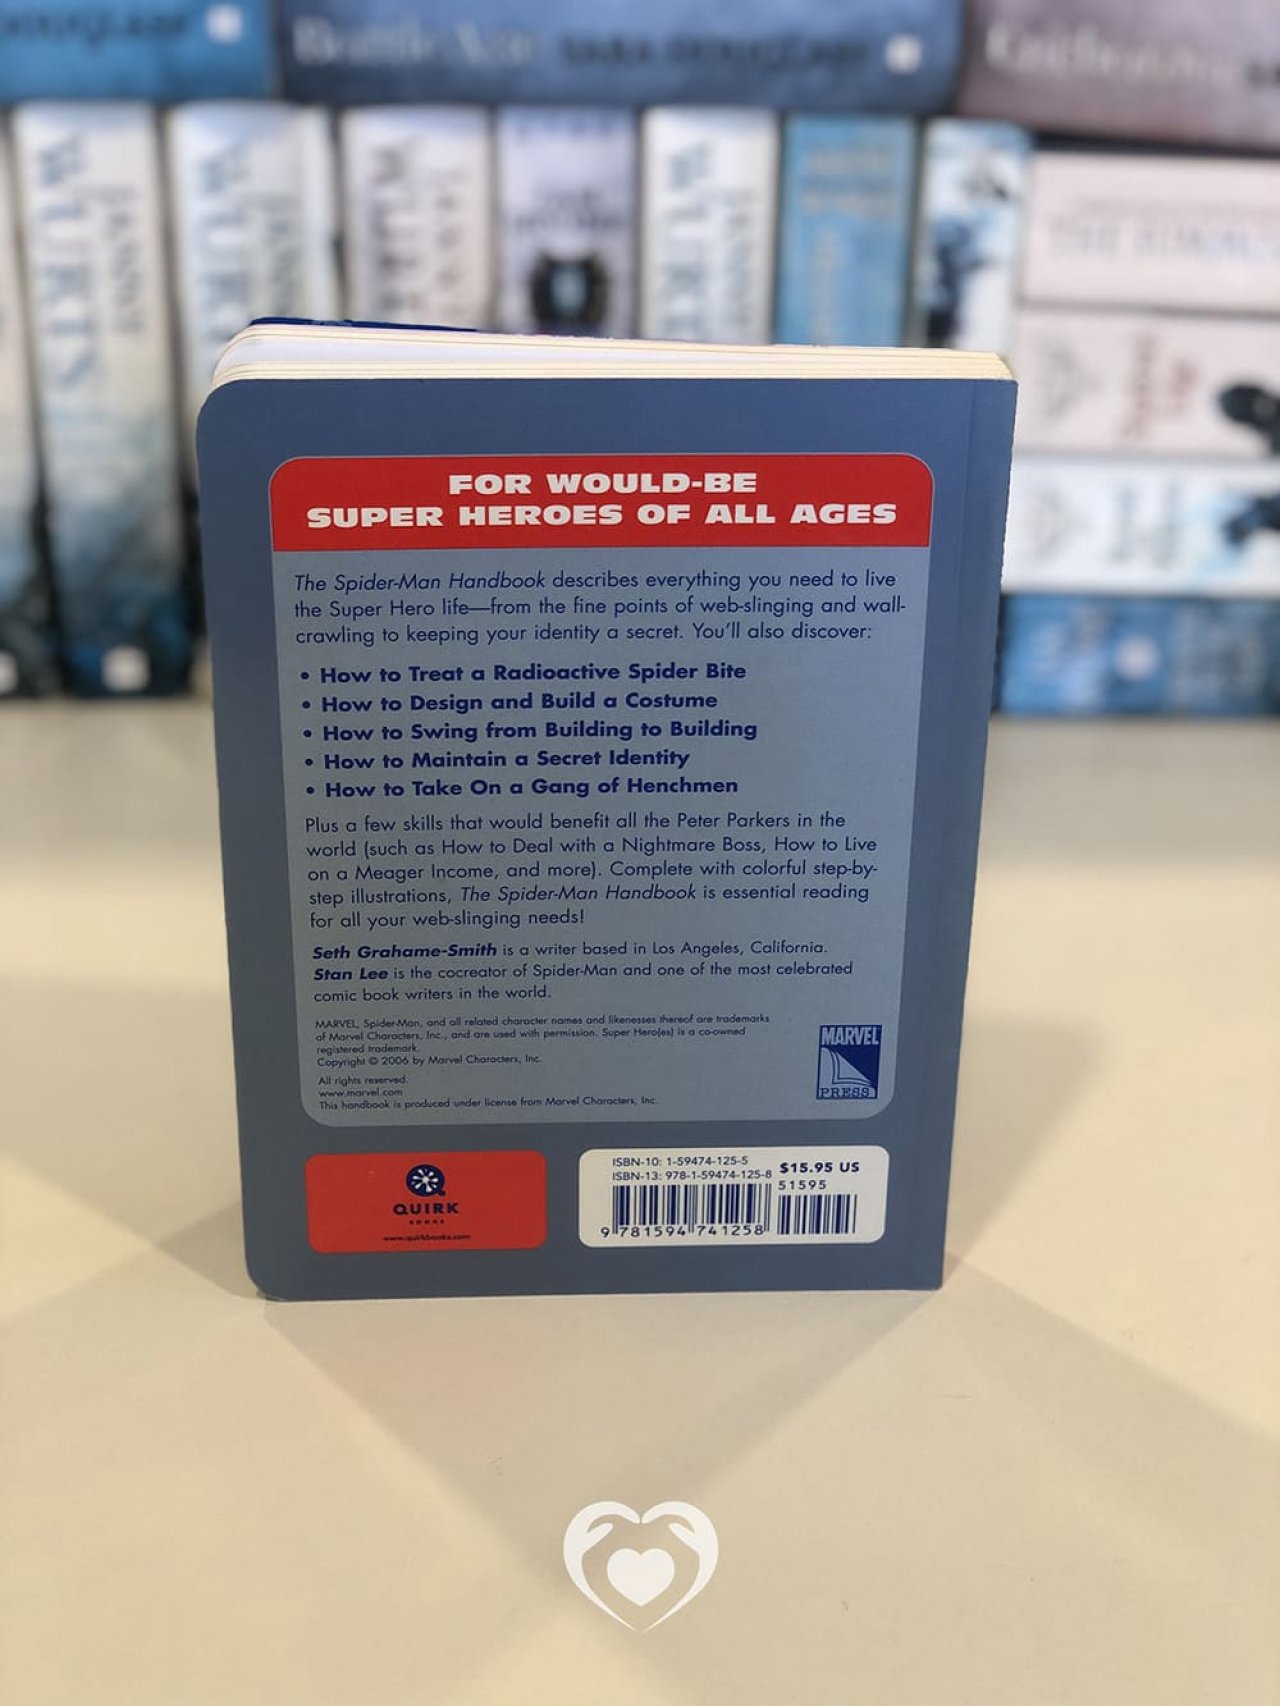 SARA DOUGLASS
JANNY
WURTS
JANNY
WURTS
JANNY
WURTS
FOR WOULD-BE
SUPER HEROES OF ALL AGES
The Spider-Man Handbook describes everything you need to live
the Super Hero life—from the fine points of web-slinging and wall-
crawling to keeping your identity a secret. You'll also discover:
• How to Treat a Radioactive Spider Bite
• How to Design and Build a Costume
• How to Swing from Building to Building
• How to Maintain a Secret Identity
• How to Take On a Gang of Henchmen
Plus a few skills that would benefit all the Peter Parkers in the
world (such as How to Deal with a Nightmare Boss, How to Live
on a Meager Income, and more). Complete with colorful step-by-
step illustrations, The Spider-Man Handbook is essential reading
for all your web-slinging needs!
Seth Grahame-Smith is a writer based in Los Angeles, California.
Stan Lee is the cocreator of Spider-Man and one of the most celebrated
comic book writers in the world.
MARVEL, Spider-Man, and all related character names and likenesses thereof are trademarks
of Marvel Characters, Inc., and are used with permission. Super Hero(es) is a co-owned
registered trademark.
Copyright © 2006 by Marvel Characters, Inc.
All rights reserved.
www.marvel.com
This handbook is produced under license from Marvel Characters, Inc.
MARVEL
PRESS
QUIRK
BOOKS
www.quirkbooks.com
ISBN-10: 1-59474-125-5
ISBN-13: 978-1-59474-125-8
$15.95 US
51595
9 781594 741258